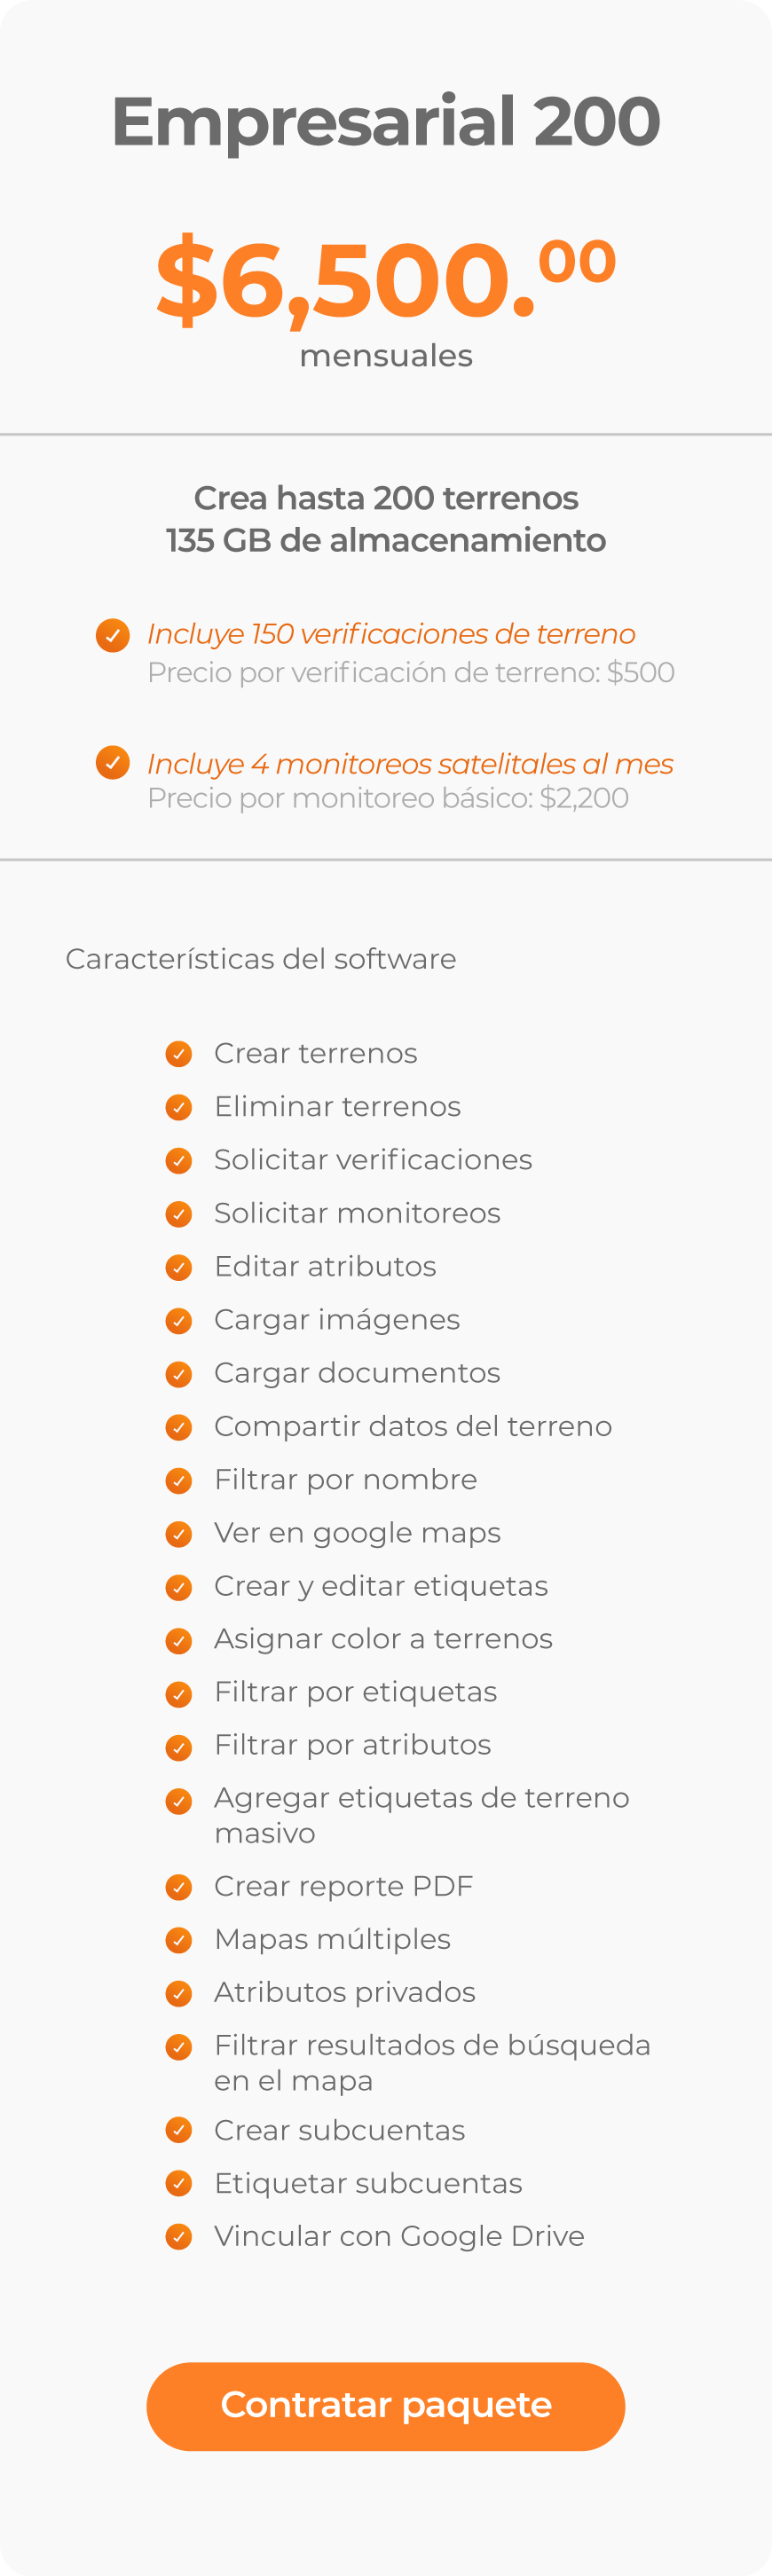 Empresarial 200
$6,500.00
mensuales
Crea hasta 200 terrenos
135 GB de almacenamiento
Incluye 150 verificaciones de terreno
Precio por verificación de terreno: $500
Incluye 4 monitoreos satelitales al mes
Precio por monitoreo básico: $2,200
Características del software
Crear terrenos
Eliminar terrenos
Solicitar verificaciones
Solicitar monitoreos
Editar atributos
Cargar imágenes
Cargar documentos
Compartir datos del terreno
Filtrar por nombre
Ver en google maps
Crear y editar etiquetas
Asignar color a terrenos
Filtrar por etiquetas
Filtrar por atributos
Agregar etiquetas de terreno
masivo
Crear reporte PDF
Mapas múltiples
Atributos privados
Filtrar resultados de búsqueda
en el mapa
Crear subcuentas
Etiquetar subcuentas
Vincular con Google Drive
Contratar paquete